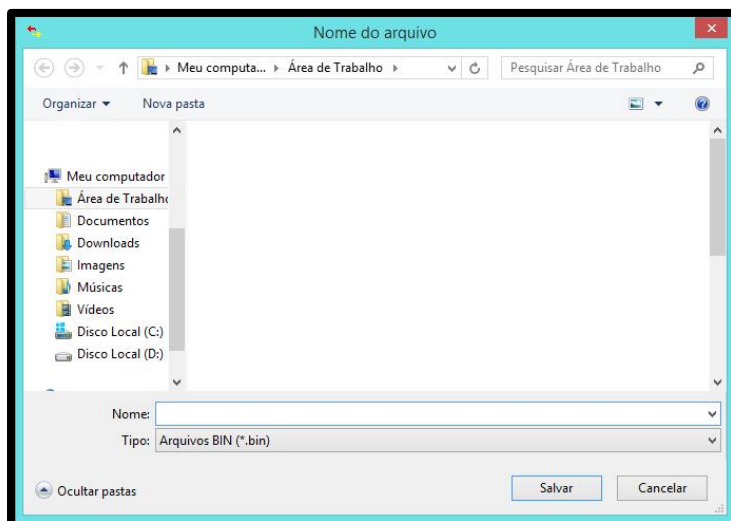 Nome do arquivo
Meu computa... Área de Trabalho
Pesquisar Área de Trabalho
Organizar Nova pasta
Meu computador
Área de Trabalho
Documentos
Downloads
Imagens
Músicas
Vídeos
Disco Local (C:)
Disco Local (D:)
Nome:
Tipo: Arquivos BIN (*.bin)
Ocultar pastas Salvar Cancelar